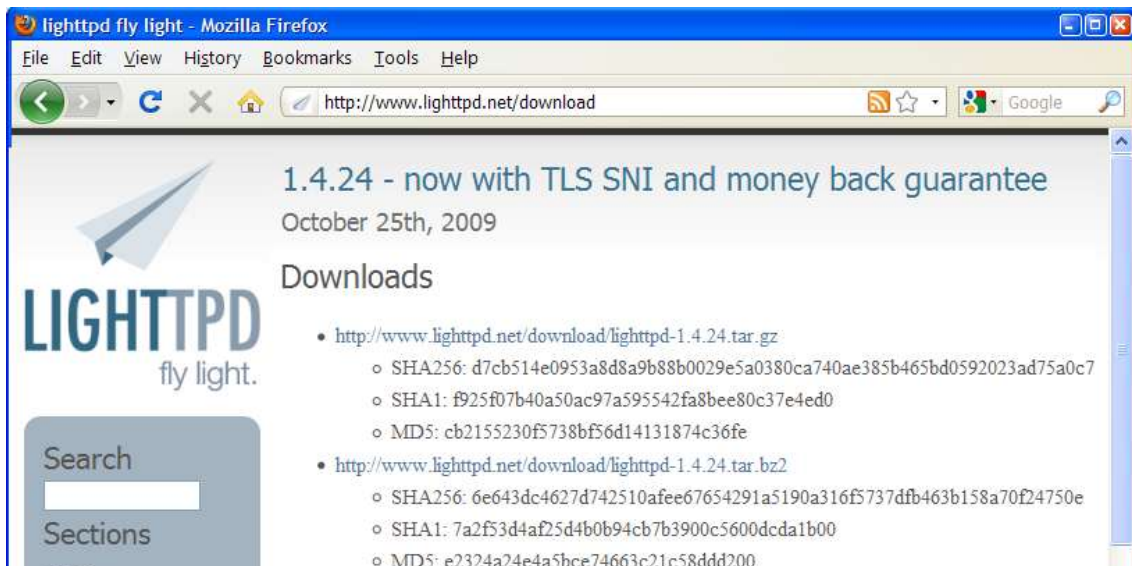 lighttpd fly light - Mozilla Firefox
File Edit View History Bookmarks Tools Help
http://www.lighttpd.net/download
Google
1.4.24 - now with TLS SNI and money back guarantee
October 25th, 2009
Downloads
LIGHTTPD
fly light.
http://www.lighttpd.net/download/lighttpd-1.4.24.tar.gz
SHA256: d7cb514e0953a8d8a9b88b0029e5a0380ca740ae385b465bd0592023ad75a0c7
SHA1: f925f07b40a50ac97a595542fa8bee80c37e4ed0
MD5: cb2155230f5738bf56d14131874c36fe
http://www.lighttpd.net/download/lighttpd-1.4.24.tar.bz2
SHA256: 6e643dc4627d742510afee67654291a5190a316f5737dfb463b158a70f24750e
SHA1: 7a2f53d4af25d4b0b94cb7b3900c5600dcda1b00
MD5: e2324a24e4a5bce74663c21c58ddd200
Search
Sections